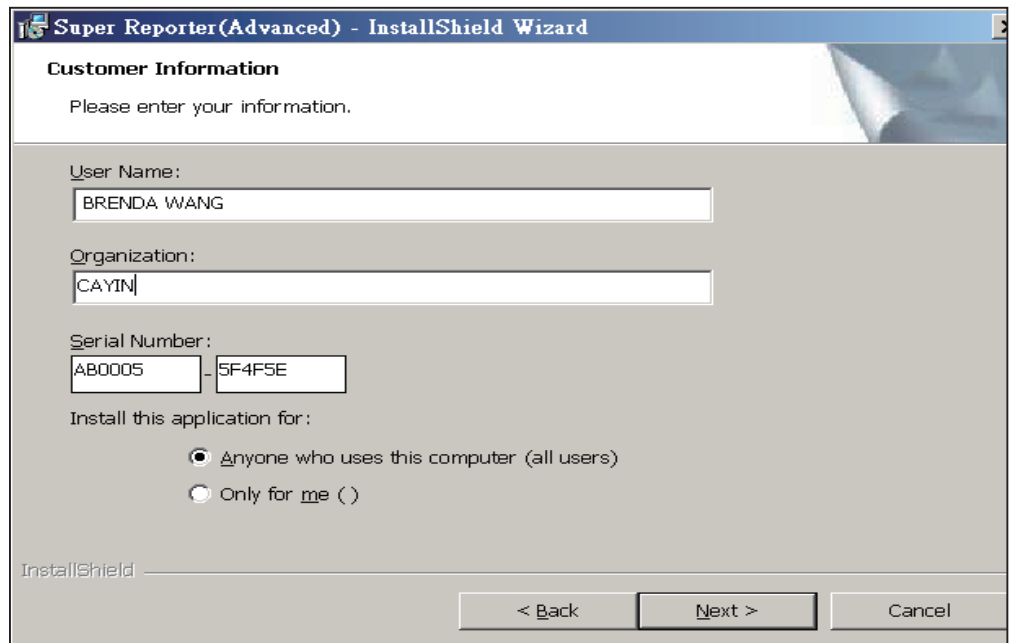 Super Reporter(Advanced) - InstallShield Wizard
Customer Information
Please enter your information.
User Name:
BRENDA WANG
Organization:
CAYIN
Serial Number:
AB0005 - 5F4F5E
Install this application for:
Anyone who uses this computer (all users)
Only for me ( )
InstallShield
< Back Next > Cancel